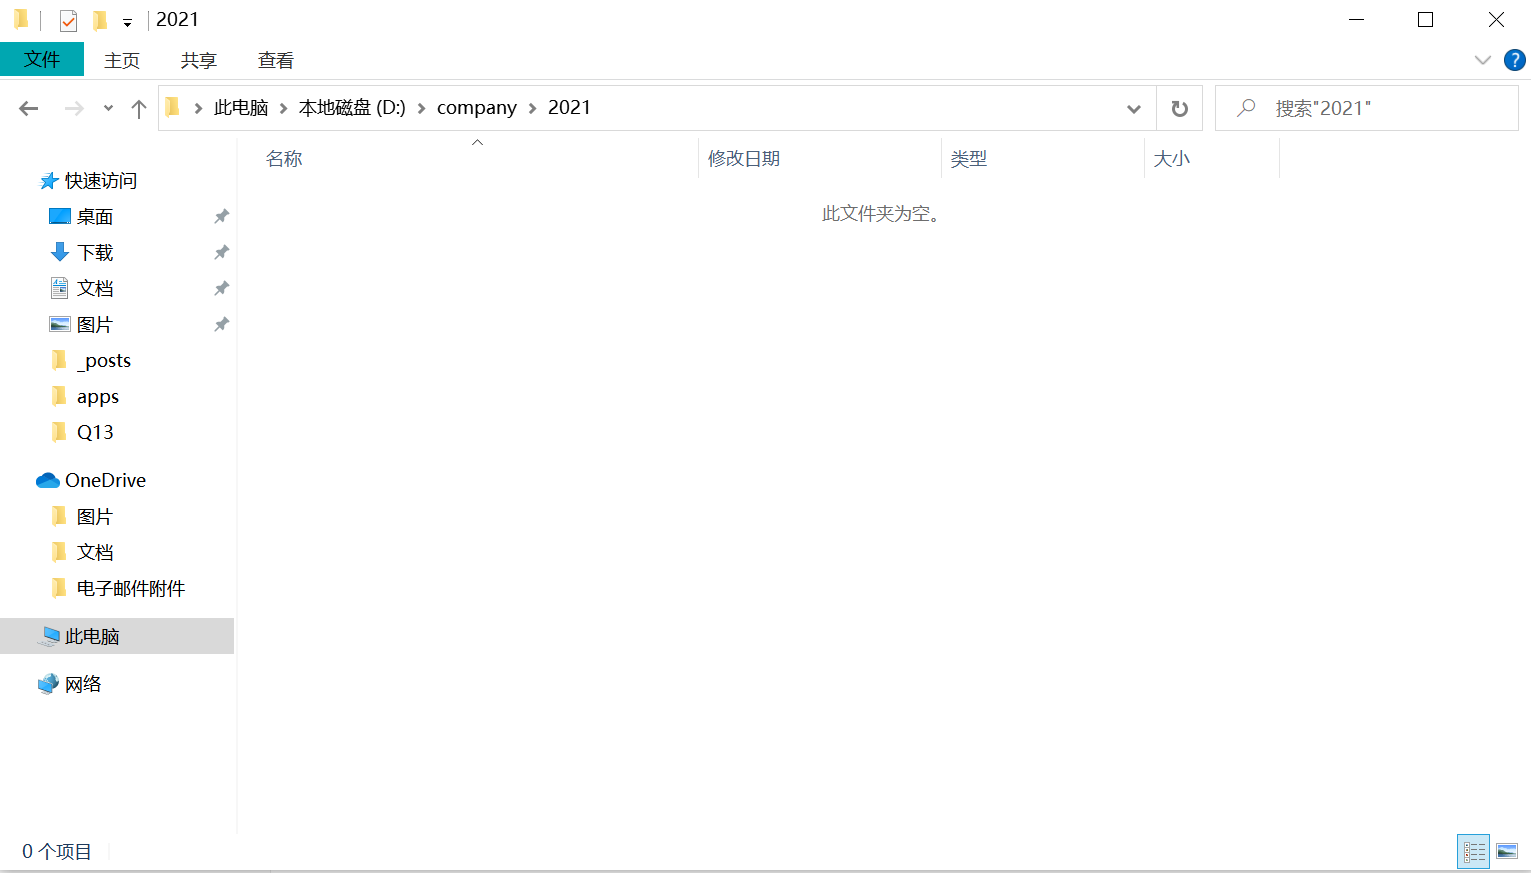 2021
文件 主页 共享 查看
此电脑 本地磁盘 (D:) company 2021
搜索"2021"
名称 修改日期 类型 大小
此文件夹为空。
快速访问
桌面
下载
文档
图片
_posts
apps
Q13
OneDrive
图片
文档
电子邮件附件
此电脑
网络
0 个项目